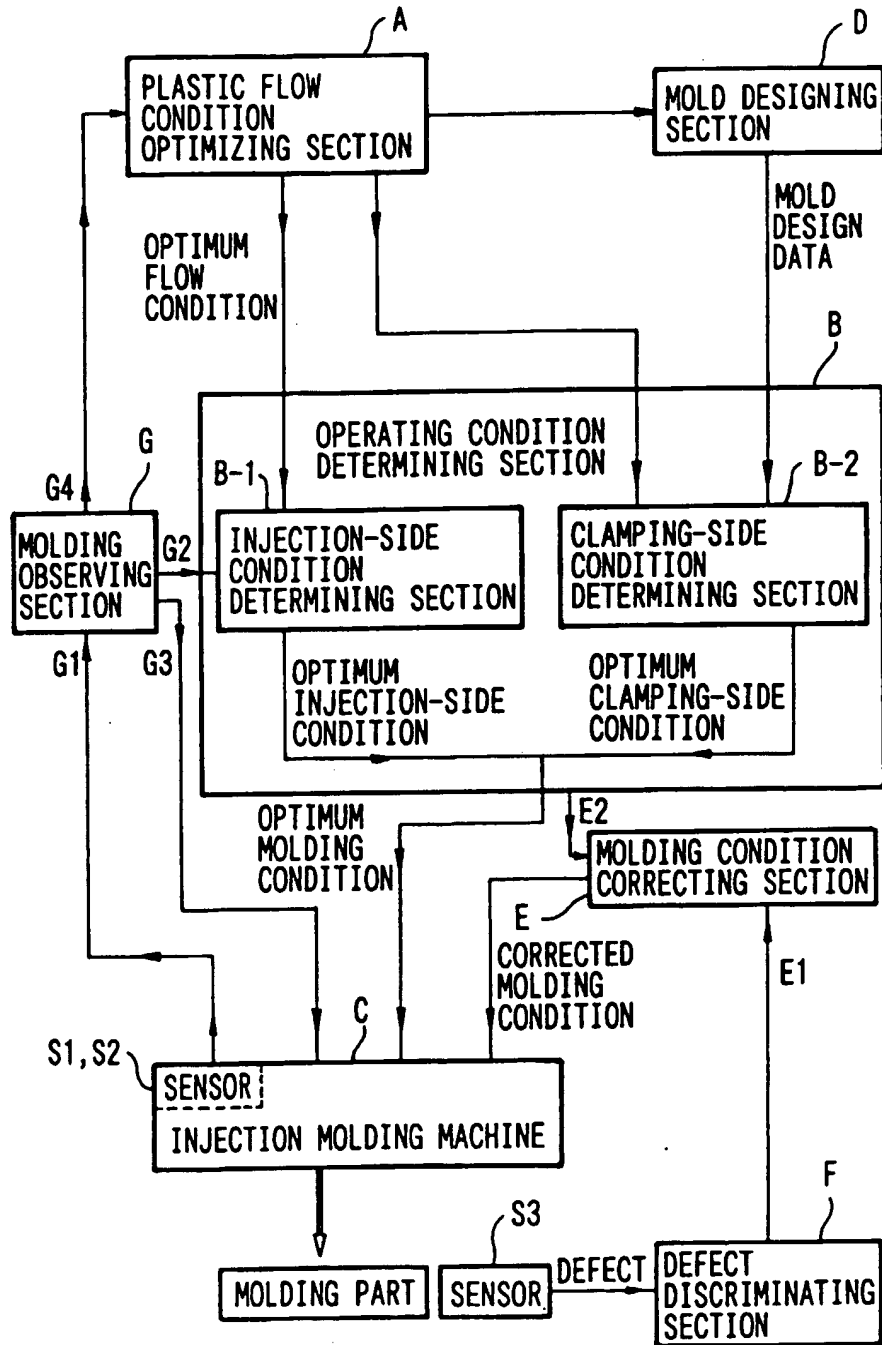 A
D
PLASTIC FLOW
CONDITION
OPTIMIZING SECTION
MOLD DESIGNING
SECTION
OPTIMUM
FLOW
CONDITION
MOLD
DESIGN
DATA
B
OPERATING CONDITION
DETERMINING SECTION
G
G4
B-1
B-2
MOLDING
OBSERVING
SECTION
G2
INJECTION-SIDE
CONDITION
DETERMINING SECTION
CLAMPING-SIDE
CONDITION
DETERMINING SECTION
G1
G3
OPTIMUM
INJECTION-SIDE
CONDITION
OPTIMUM
CLAMPING-SIDE
CONDITION
OPTIMUM
MOLDING
CONDITION
E2
MOLDING CONDITION
CORRECTING SECTION
E
CORRECTED
MOLDING
CONDITION
E1
C
S1,S2
SENSOR
INJECTION MOLDING MACHINE
S3
F
MOLDING PART
SENSOR
DEFECT
DEFECT
DISCRIMINATING
SECTION